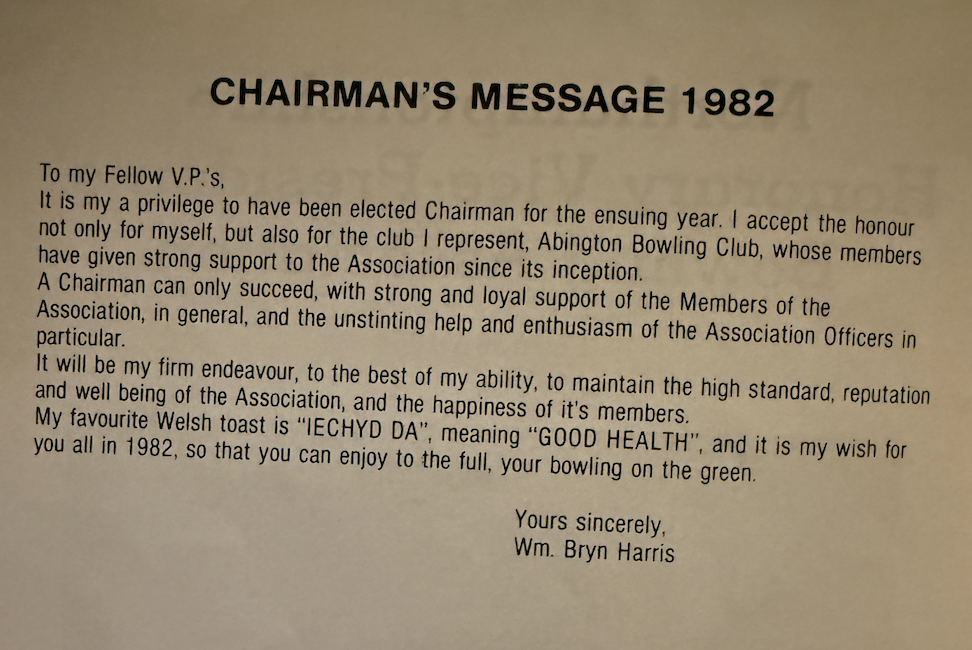 CHAIRMAN'S MESSAGE 1982
To my Fellow V.P.'s,
It is my a privilege to have been elected Chairman for the ensuing year. I accept the honour
not only for myself, but also for the club I represent, Abington Bowling Club, whose members
have given strong support to the Association since its inception.
A Chairman can only succeed, with strong and loyal support of the Members of the
Association, in general, and the unstinting help and enthusiasm of the Association Officers in
particular.
It will be my firm endeavour, to the best of my ability, to maintain the high standard, reputation
and well being of the Association, and the happiness of it's members.
My favourite Welsh toast is "IECHYD DA", meaning "GOOD HEALTH", and it is my wish for
you all in 1982, so that you can enjoy to the full, your bowling on the green.
Yours sincerely,
Wm. Bryn Harris